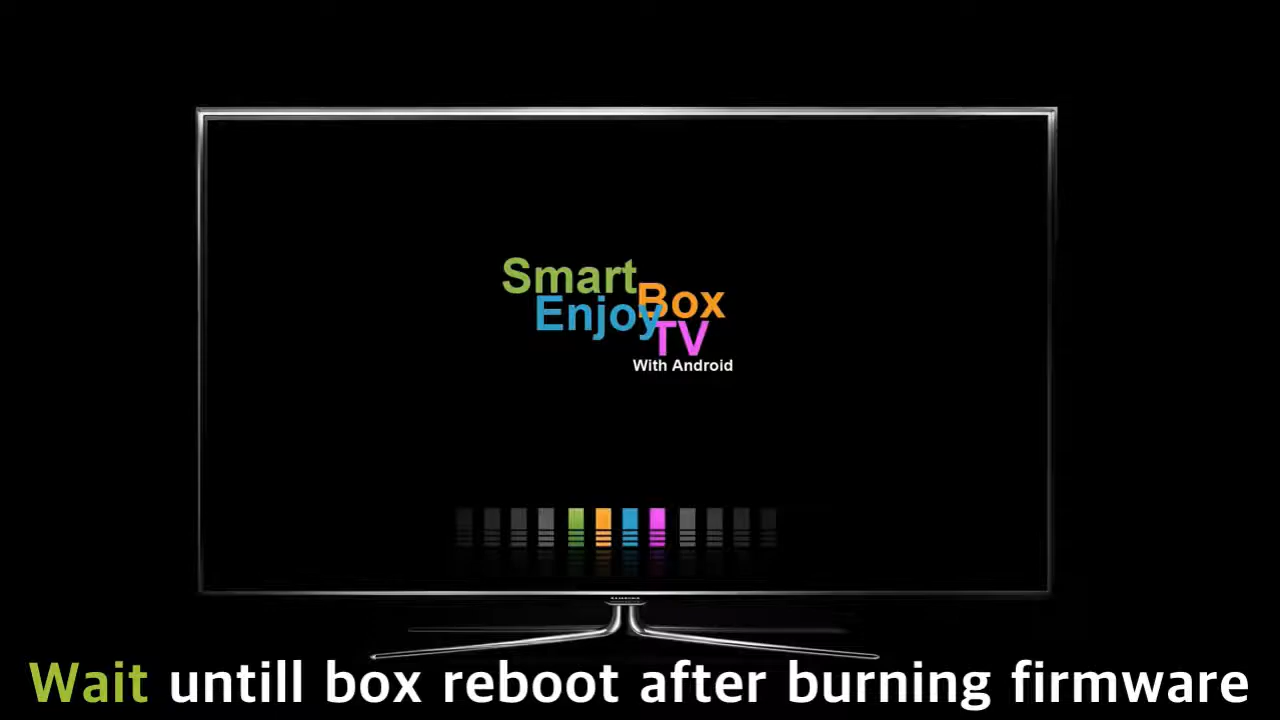 Smart
Box
Enjoy
TV
With Android
Wait untill box reboot after burning firmware